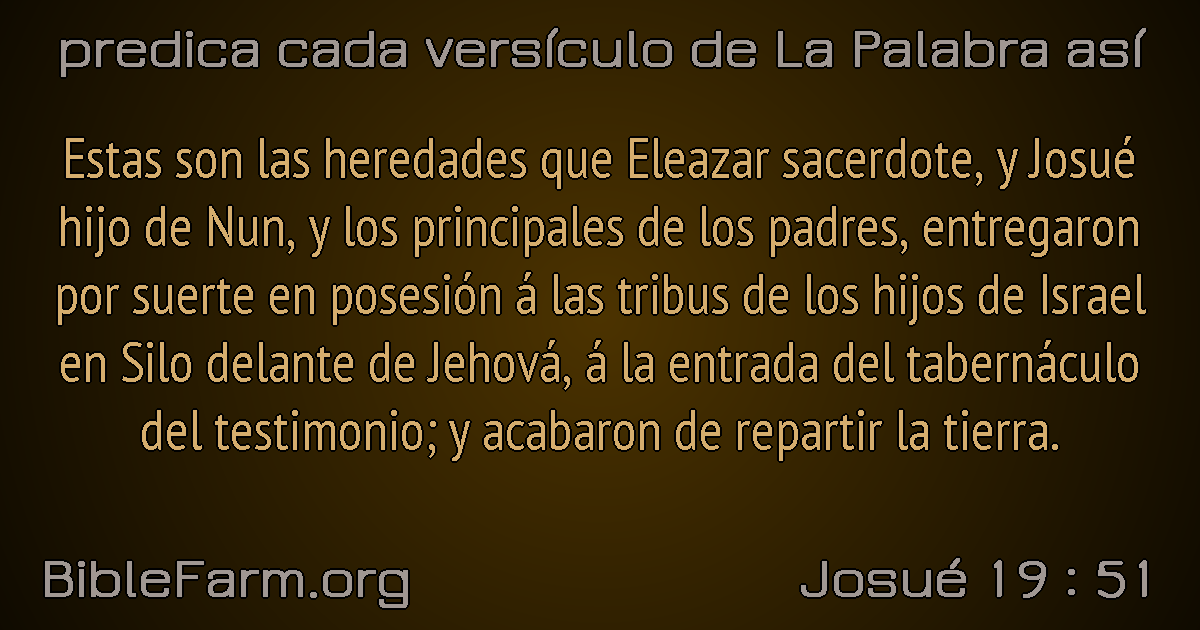 predica cada versículo de La Palabra así
Estas son las heredades que Eleazar sacerdote, y Josué
hijo de Nun, y los principales de los padres, entregaron
por suerte en posesión á las tribus de los hijos de Israel
en Silo delante de Jehová, á la entrada del tabernáculo
del testimonio; y acabaron de repartir la tierra.
BibleFarm.org
Josué 19 : 51